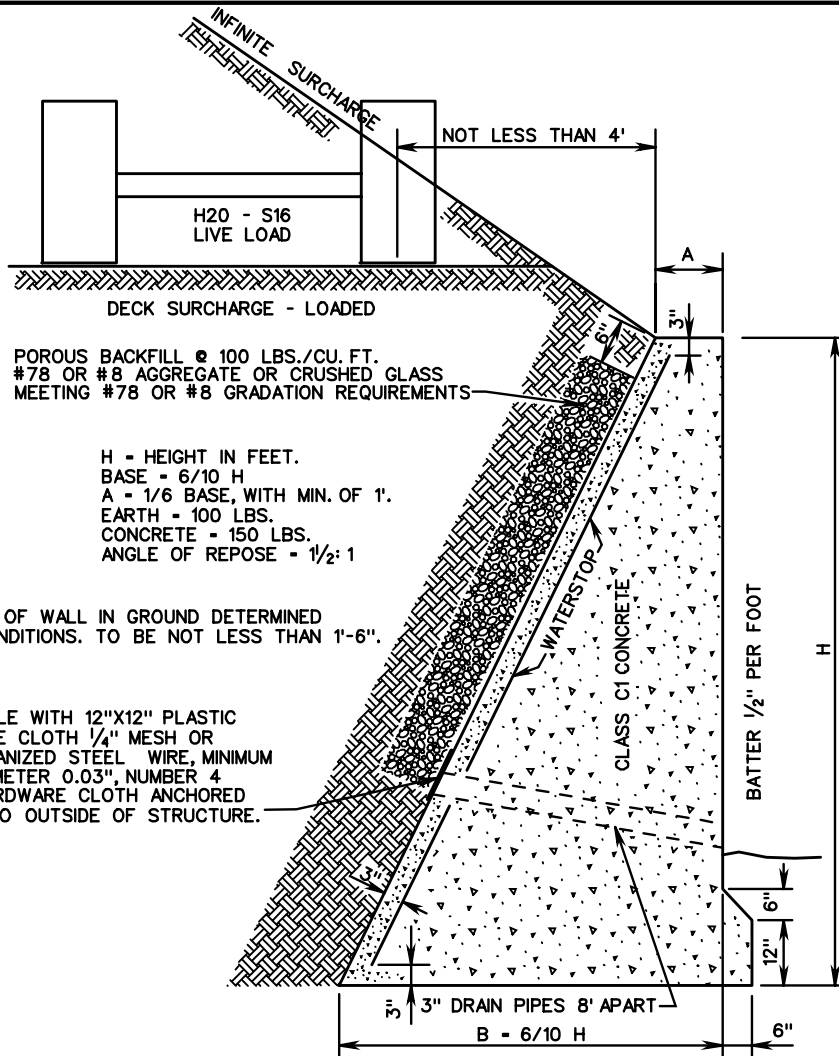 INFINITE SURCHARGE
NOT LESS THAN 4'
H20 - S16
LIVE LOAD
A
DECK SURCHARGE - LOADED
3"
6"
POROUS BACKFILL @ 100 LBS./CU. FT.
#78 OR #8 AGGREGATE OR CRUSHED GLASS
MEETING #78 OR #8 GRADATION REQUIREMENTS
H = HEIGHT IN FEET.
BASE = 6/10 H
A = 1/6 BASE, WITH MIN. OF 1'.
EARTH = 100 LBS.
CONCRETE = 150 LBS.
ANGLE OF REPOSE = 1½: 1
WATERSTOP
CLASS C1 CONCRETE
BATTER ½" PER FOOT
H
OF WALL IN GROUND DETERMINED
NDITIONS. TO BE NOT LESS THAN 1'-6".
LE WITH 12"X12" PLASTIC
E CLOTH ¼" MESH OR
ANIZED STEEL WIRE, MINIMUM
METER 0.03", NUMBER 4
RDWARE CLOTH ANCHORED
O OUTSIDE OF STRUCTURE.
3"
6"
12"
3"
3" DRAIN PIPES 8' APART
B = 6/10 H
6"